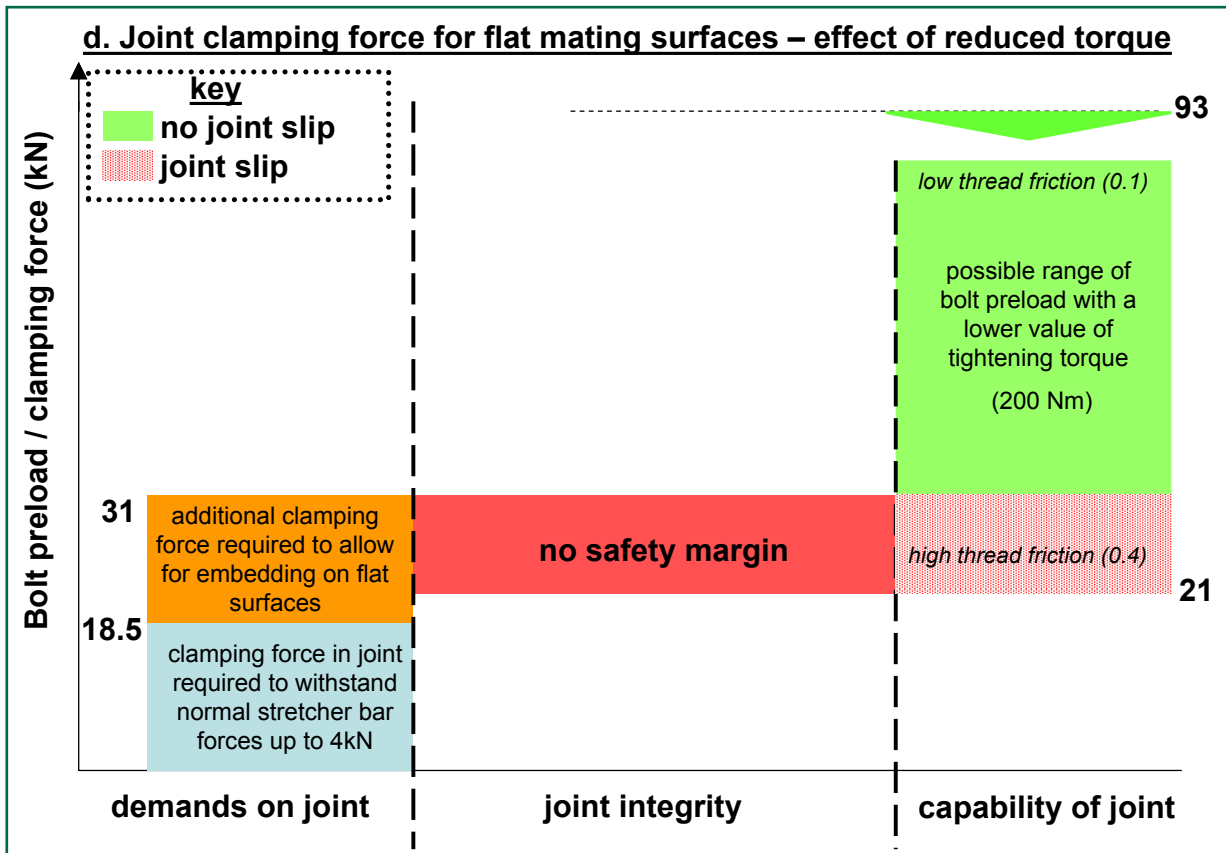 d. Joint clamping force for flat mating surfaces – effect of reduced torque
key
no joint slip
joint slip
Bolt preload / clamping force (kN)
93
low thread friction (0.1)
possible range of
bolt preload with a
lower value of
tightening torque
(200 Nm)
31
additional clamping
force required to allow
for embedding on flat
surfaces
no safety margin
high thread friction (0.4)
21
18.5
clamping force in joint
required to withstand
normal stretcher bar
forces up to 4kN
demands on joint
joint integrity
capability of joint